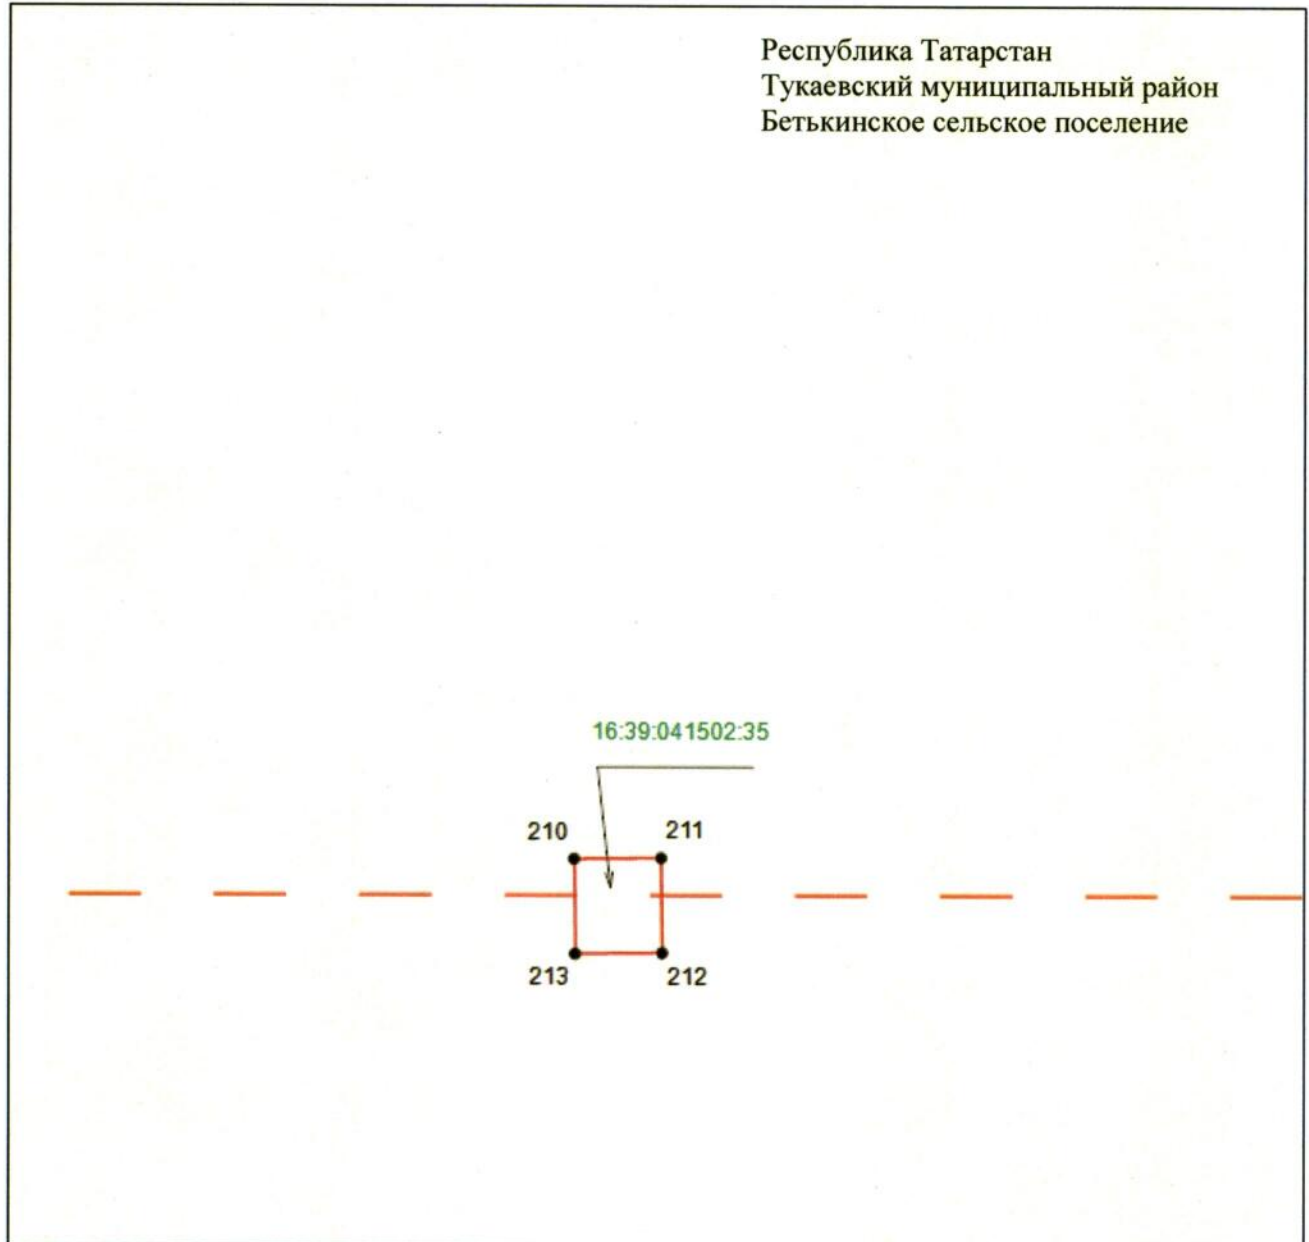 Республика Татарстан
Тукаевский муниципальный район
Бетькинское сельское поселение
16:39:041502:35
210
211
213
212